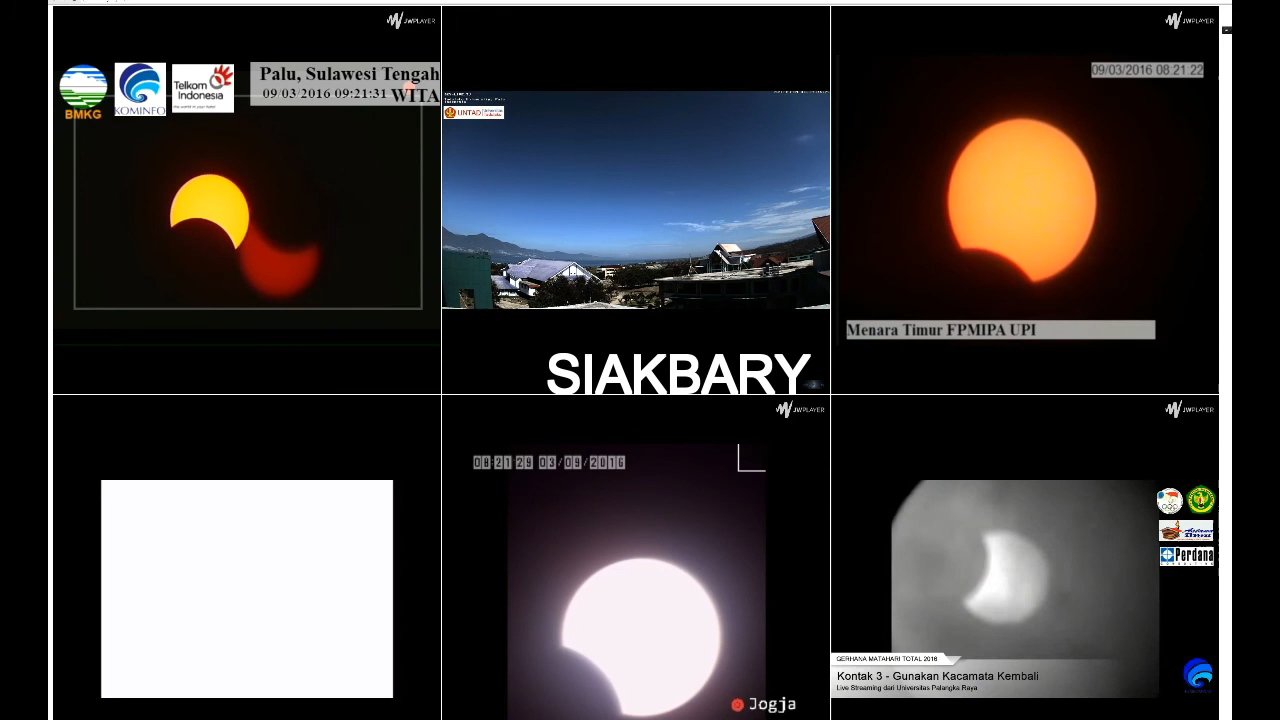 JWPLAYER
Palu, Sulawesi Tengah
09/03/2016 09:21:31 WITA
BMKG
KOMINFO
Telkom
Indonesia
UNTAD
SIAKBARY
JWPLAYER
09/03/2016 08:21:22
Menara Timur FPMIPA UPI
JWPLAYER
08:21 29 03/09/2016
Jogja
JWPLAYER
Perdana
GERHANA MATAHARI TOTAL 2016
Kontak 3 - Gunakan Kacamata Kembali
Live Streaming dari Universitas Palangka Raya